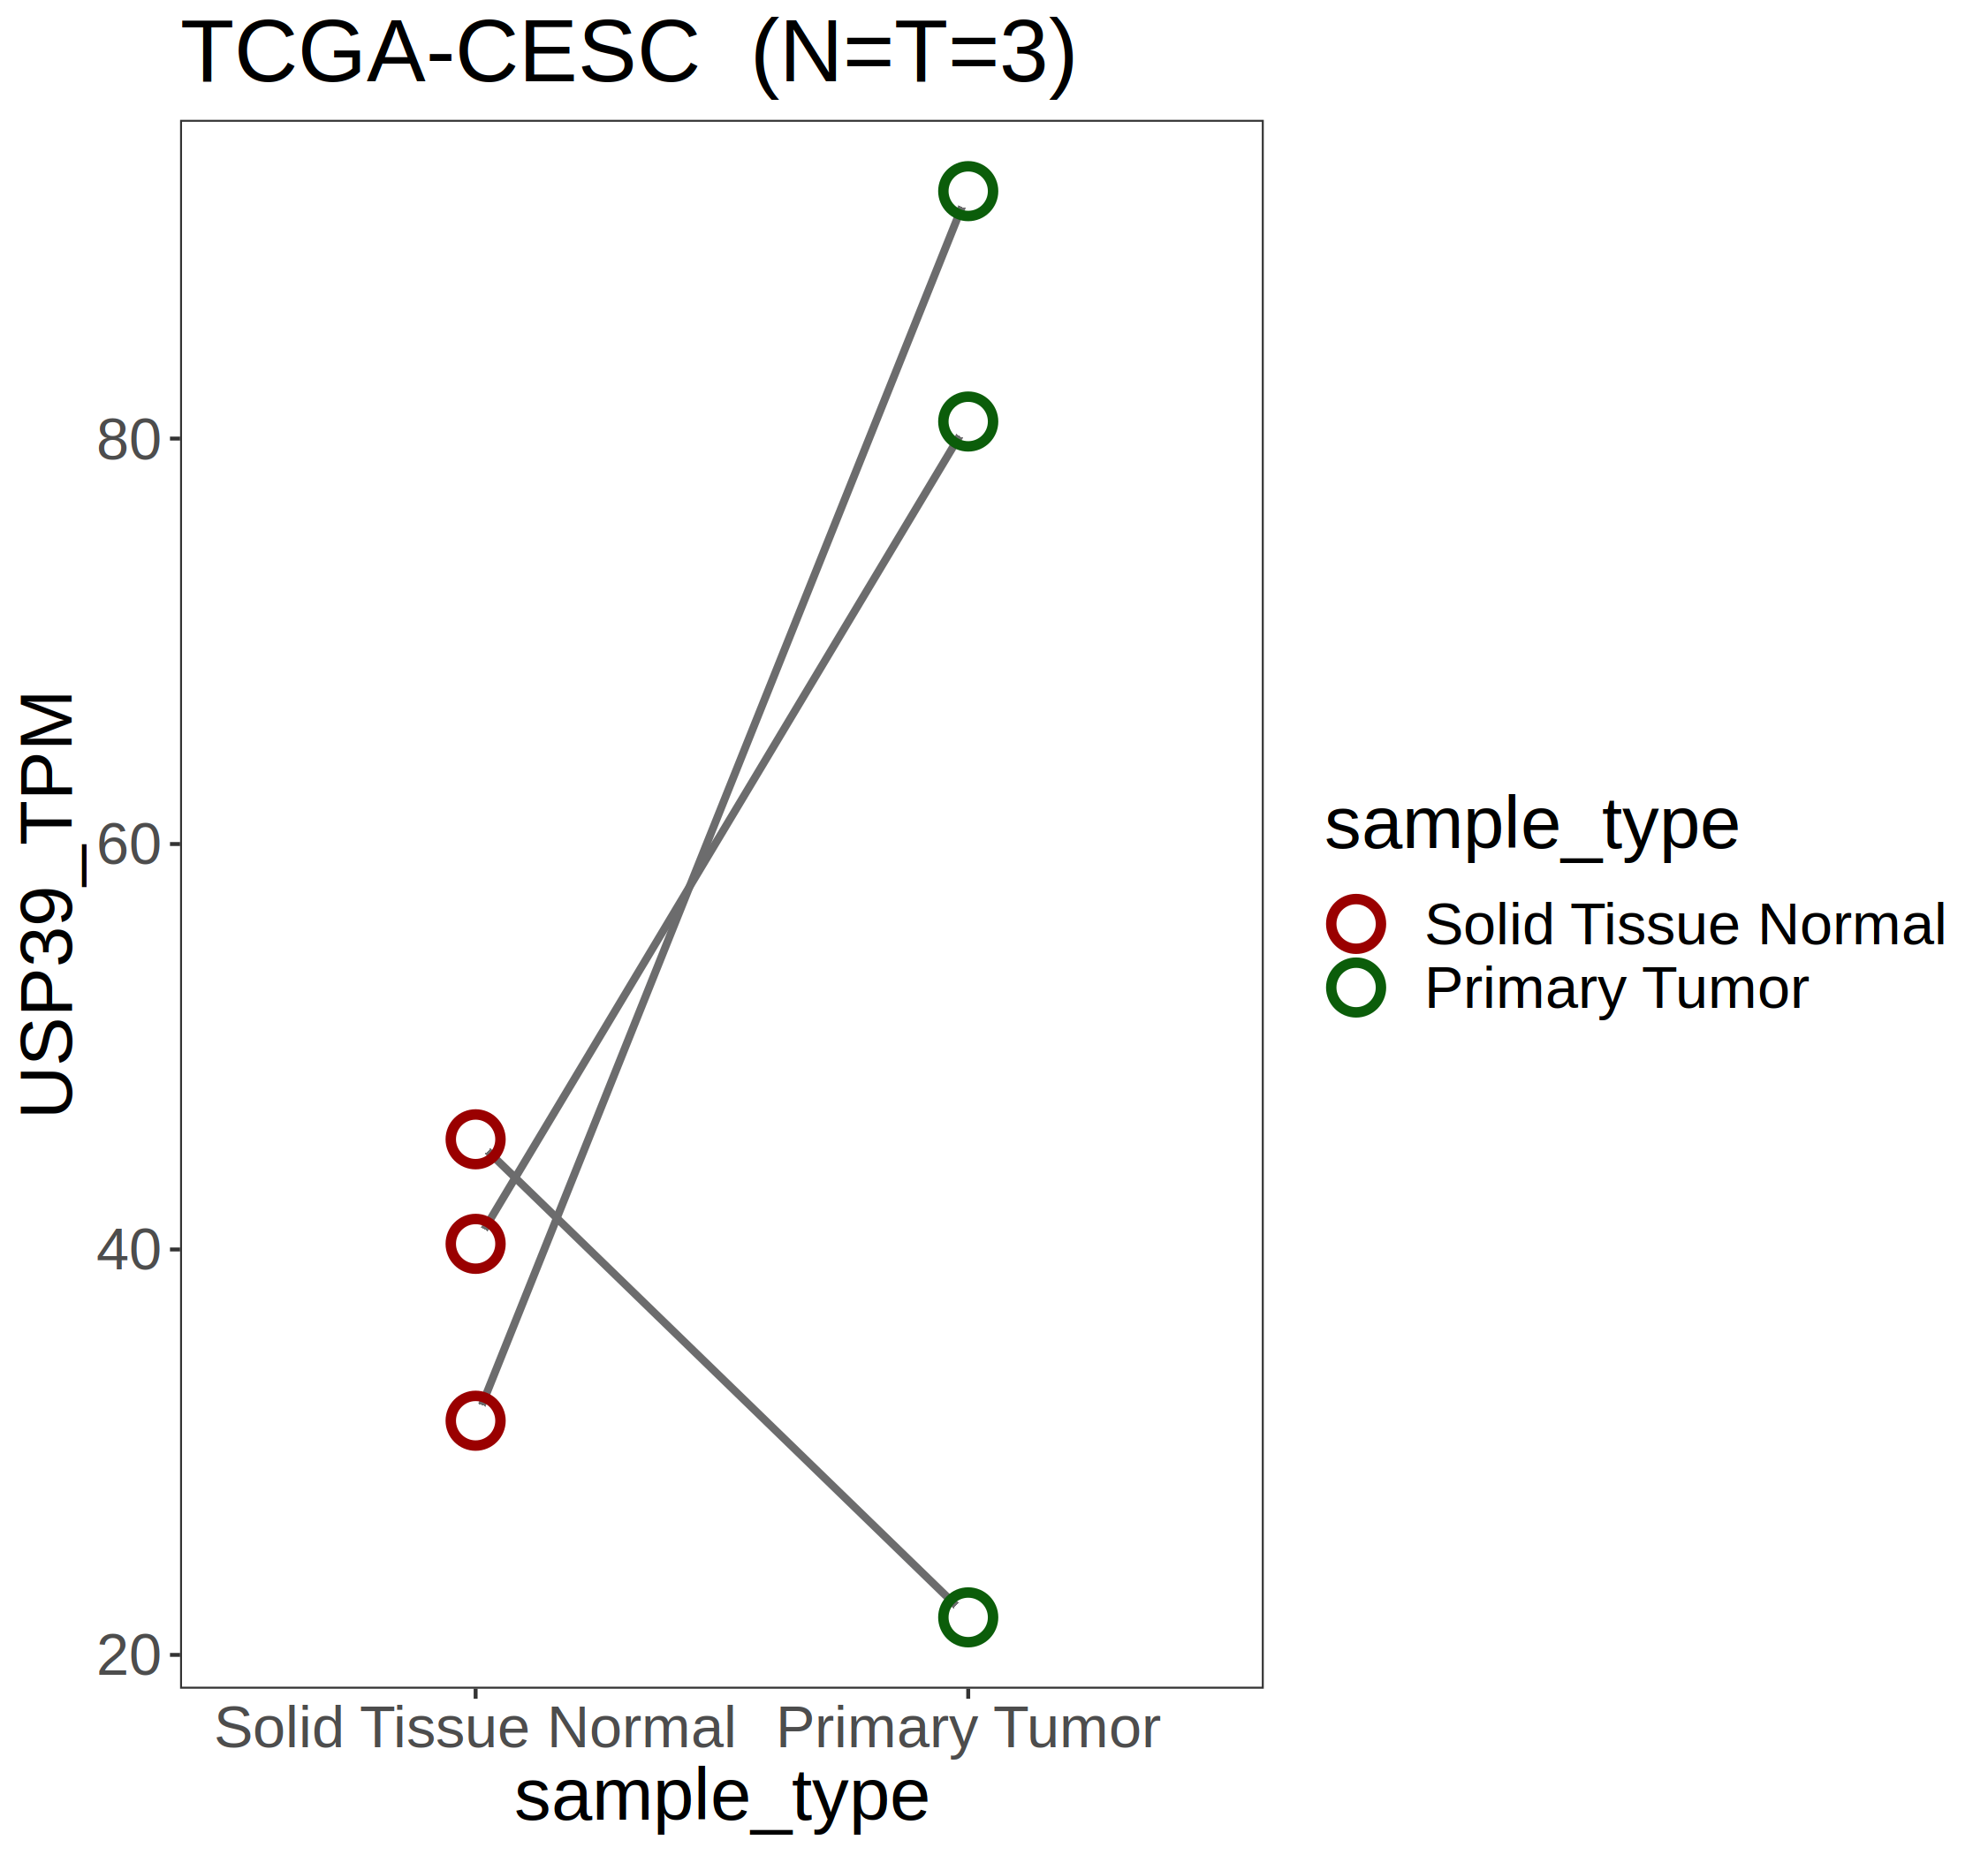 TCGA-CESC  (N=T=3)
USP39_TPM
80
60
40
20
Solid Tissue Normal
Primary Tumor
sample_type
sample_type
Solid Tissue Normal
Primary Tumor